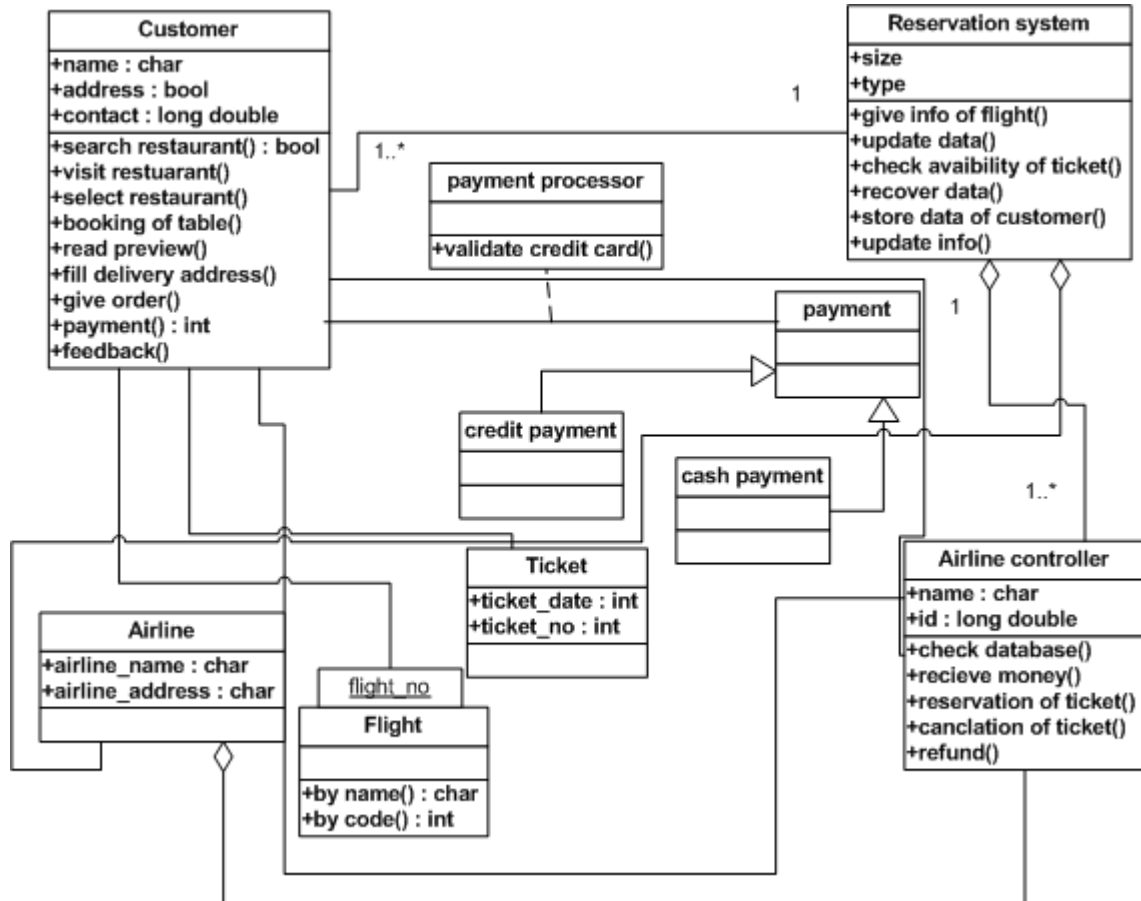 Customer
+name : char
+address : bool
+contact : long double
+search restaurant() : bool
+visit restuarant()
+select restaurant()
+booking of table()
+read preview()
+fill delivery address()
+give order()
+payment() : int
+feedback()
Reservation system
+size
+type
+give info of flight()
+update data()
+check avaibility of ticket()
+recover data()
+store data of customer()
+update info()
1
1..*
payment processor
+validate credit card()
payment
1
credit payment
cash payment
1..*
Ticket
+ticket_date : int
+ticket_no : int
Airline controller
+name : char
+id : long double
+check database()
+recieve money()
+reservation of ticket()
+canclation of ticket()
+refund()
Airline
+airline_name : char
+airline_address : char
flight_no
Flight
+by name() : char
+by code() : int